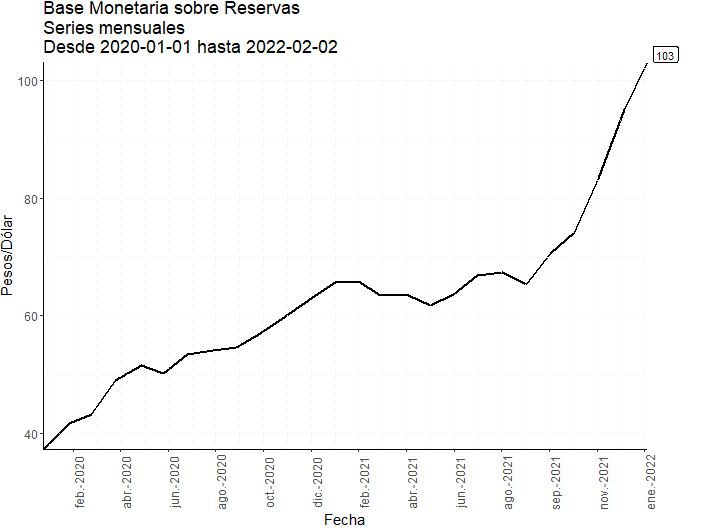 Base Monetaria sobre Reservas
Series mensuales
Desde 2020-01-01 hasta 2022-02-02
103
100
80
60
40
Pesos/Dólar
feb.-2020
abr.-2020
jun.-2020
ago.-2020
oct.-2020
dic.-2020
feb.-2021
abr.-2021
jun.-2021
ago.-2021
sep.-2021
nov.-2021
ene.-2022
Fecha